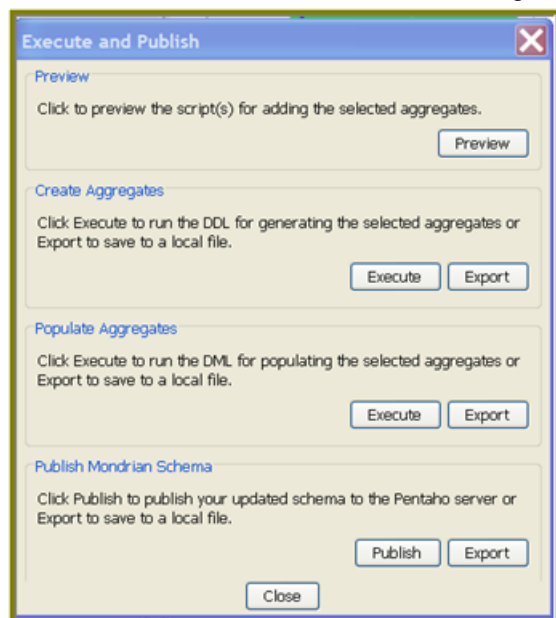 Execute and Publish
Preview
Click to preview the script(s) for adding the selected aggregates.
Preview
Create Aggregates
Click Execute to run the DDL for generating the selected aggregates or
Export to save to a local file.
Execute Export
Populate Aggregates
Click Execute to run the DML for populating the selected aggregates or
Export to save to a local file.
Execute Export
Publish Mondrian Schema
Click Publish to publish your updated schema to the Pentaho server or
Export to save to a local file.
Publish Export
Close